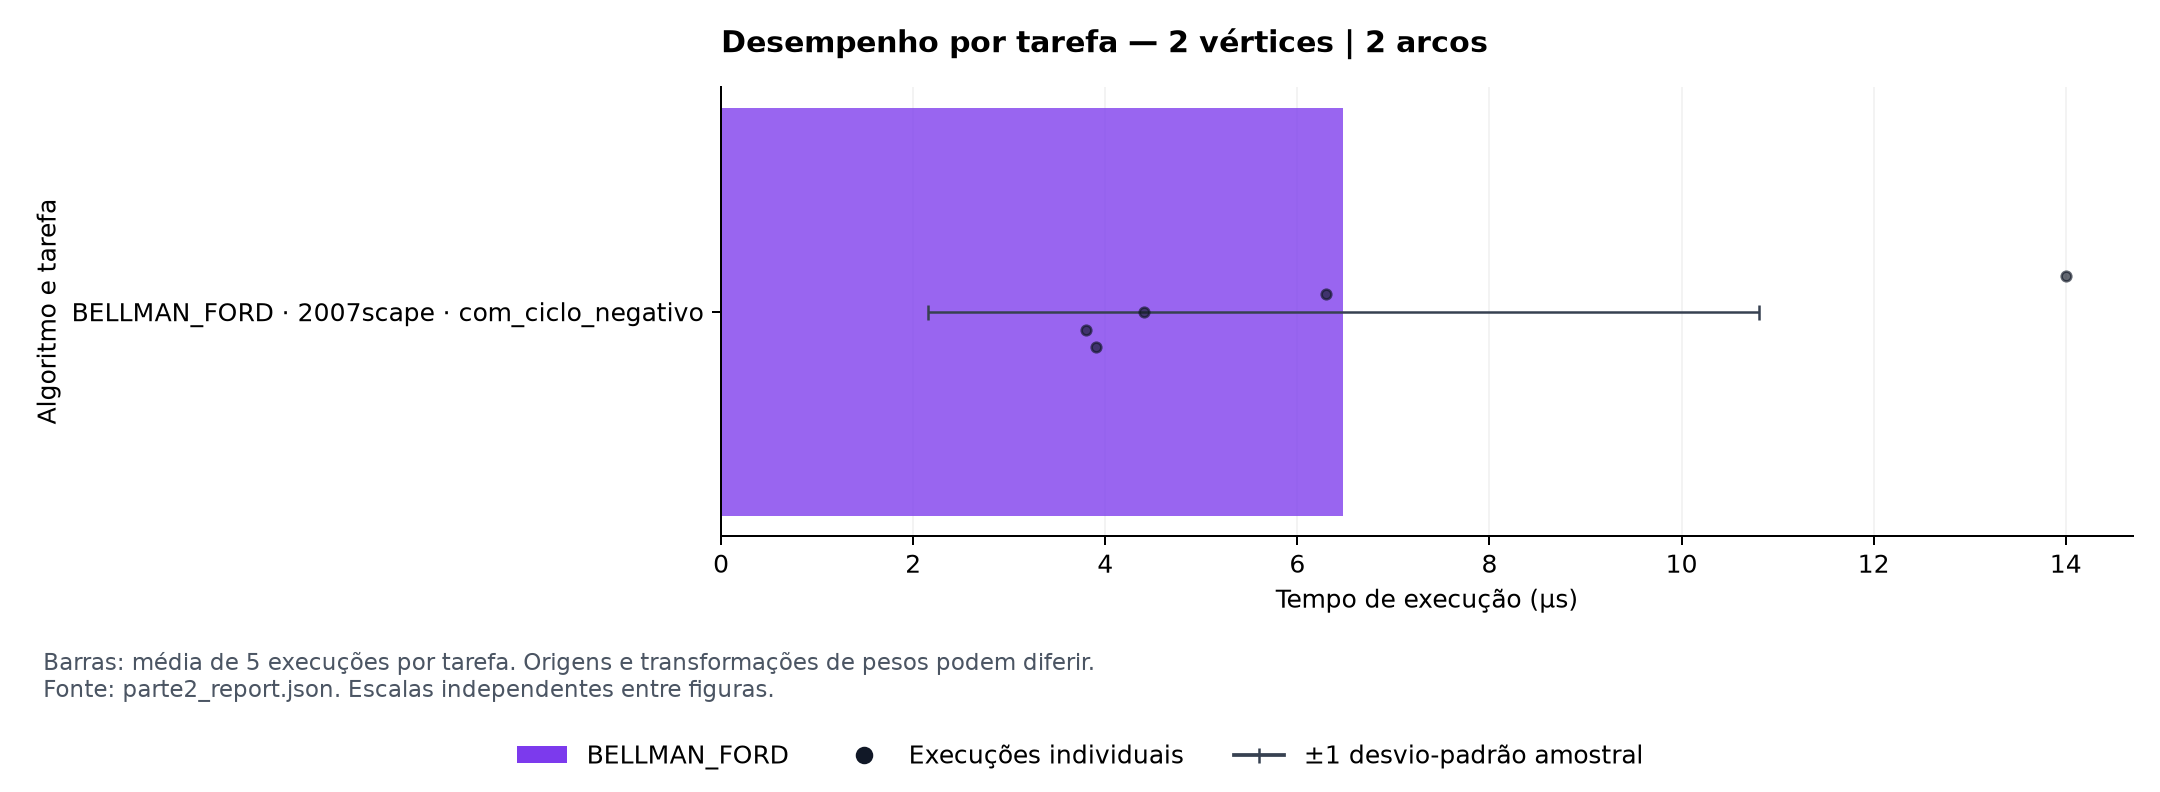 Desempenho por tarefa — 2 vértices | 2 arcos
Algoritmo e tarefa
BELLMAN_FORD · 2007scape · com_ciclo_negativo
0 2 4 6 8 10 12 14
Tempo de execução (µs)
Barras: média de 5 execuções por tarefa. Origens e transformações de pesos podem diferir.
Fonte: parte2_report.json. Escalas independentes entre figuras.
BELLMAN_FORD Execuções individuais ±1 desvio-padrão amostral